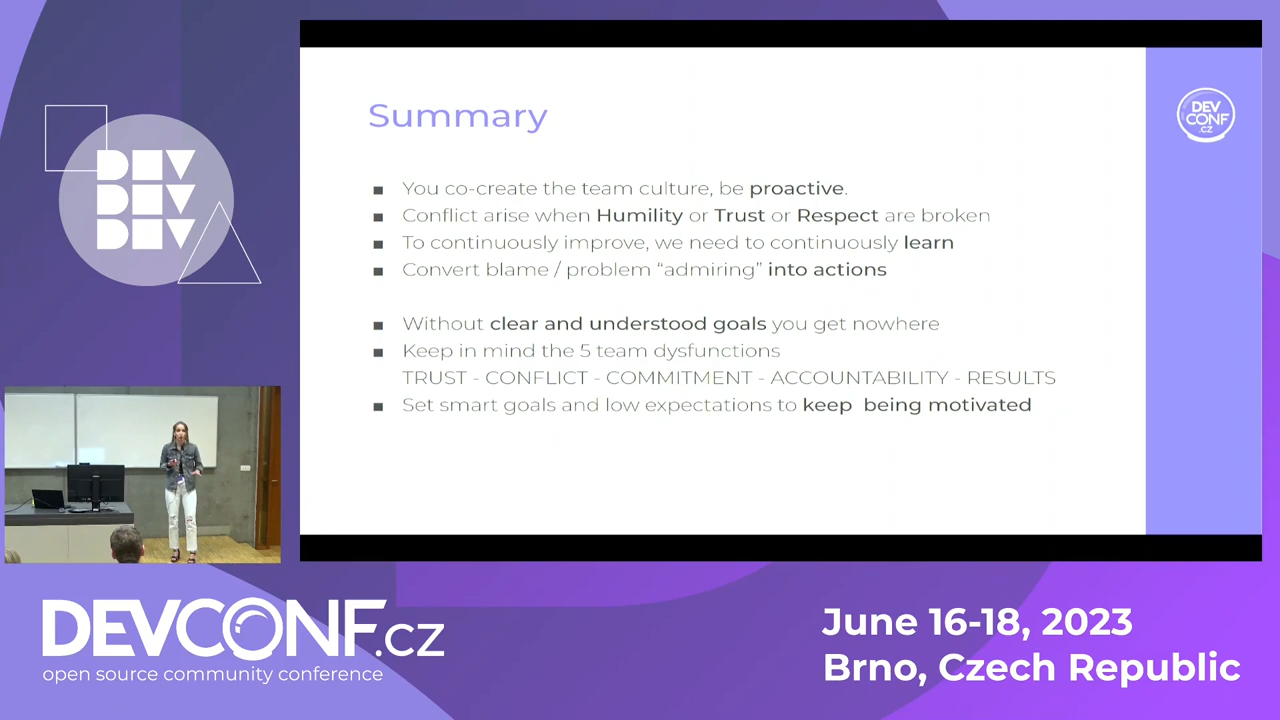 DEV
DEV
DEV
Summary
DEV
CONF
.CZ
■ You co-create the team culture, be proactive.
■ Conflict arise when Humility or Trust or Respect are broken
■ To continuously improve, we need to continuously learn
■ Convert blame / problem “admiring” into actions
■ Without clear and understood goals you get nowhere
■ Keep in mind the 5 team dysfunctions
TRUST - CONFLICT - COMMITMENT - ACCOUNTABILITY - RESULTS
■ Set smart goals and low expectations to keep  being motivated
DEVCONF.cz
open source community conference
June 16-18, 2023
Brno, Czech Republic